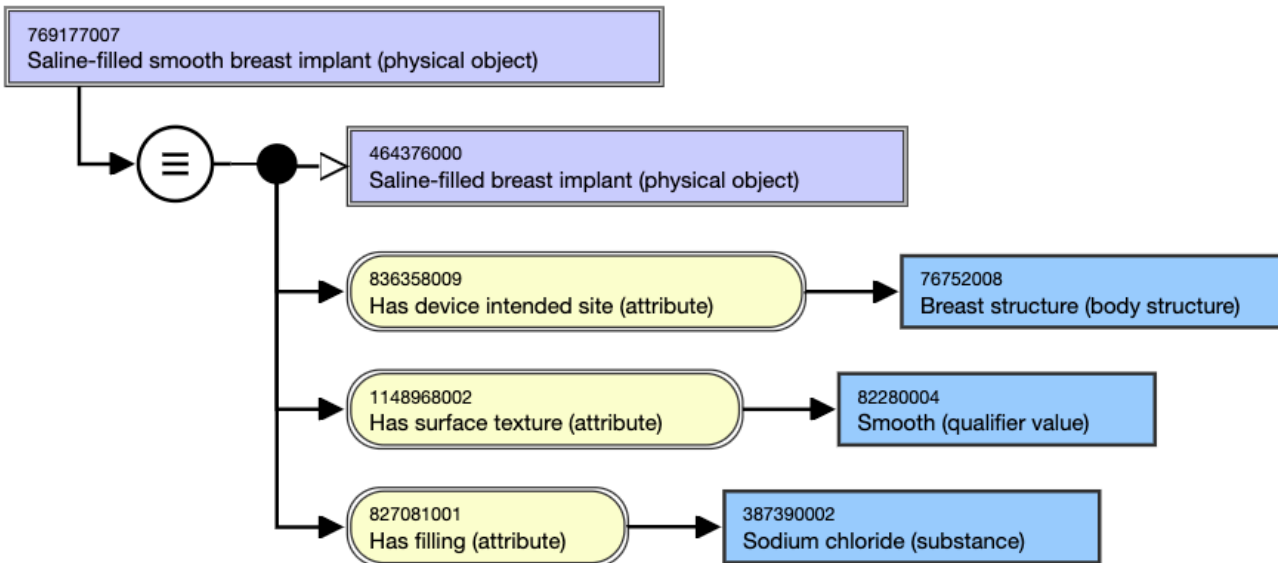 769177007
Saline-filled smooth breast implant (physical object)
464376000
Saline-filled breast implant (physical object)
836358009
Has device intended site (attribute)
76752008
Breast structure (body structure)
1148968002
Has surface texture (attribute)
82280004
Smooth (qualifier value)
827081001
Has filling (attribute)
387390002
Sodium chloride (substance)